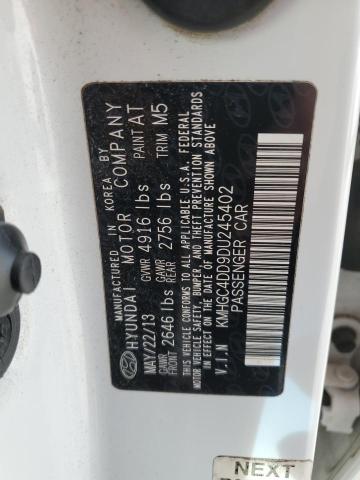 MANUFACTURED IN KOREA BY
HYUNDAI MOTOR COMPANY
MAY/22/13 GVWR 4916 lbs PAINT AT
GAWR FRONT 2646 lbs GAWR REAR 2756 lbs TRIM M5
THIS VEHICLE CONFORMS TO ALL APPLICABLE U.S.A. FEDERAL
MOTOR VEHICLE SAFETY, BUMPER, AND THEFT PREVENTION STANDARDS
IN EFFECT ON THE DATE OF MANUFACTURE SHOWN ABOVE
V.I.N KMHGC4DD9DU245402
PASSENGER CAR
NEXT